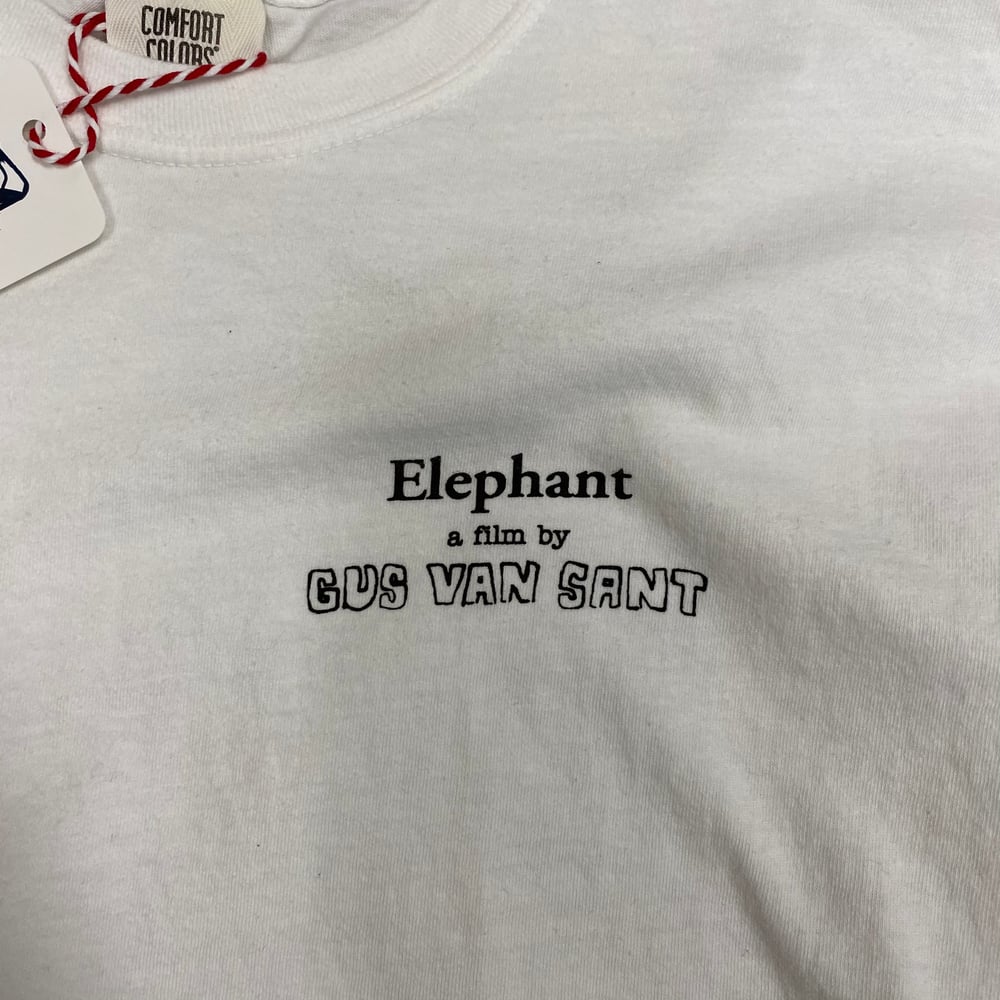 COMFORT
COLORS
Elephant
a film by
GUS VAN SANT